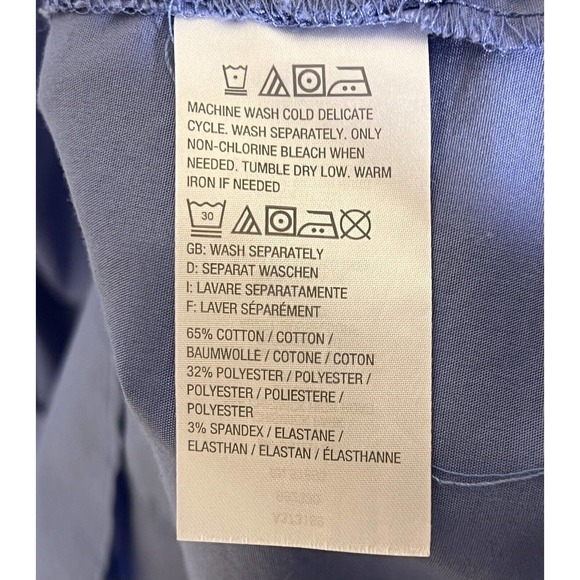 MACHINE WASH COLD DELICATE
CYCLE. WASH SEPARATELY. ONLY
NON-CHLORINE BLEACH WHEN
NEEDED. TUMBLE DRY LOW. WARM
IRON IF NEEDED
30
GB: WASH SEPARATELY
D: SEPARAT WASCHEN
I: LAVARE SEPARATAMENTE
F: LAVER SÉPARÉMENT
65% COTTON / COTTON /
BAUMWOLLE / COTONE / COTON
32% POLYESTER / POLYESTER /
POLYESTER / POLIESTERE /
POLYESTER
3% SPANDEX / ELASTANE /
ELASTHAN / ELASTAN / ÉLASTHANNE